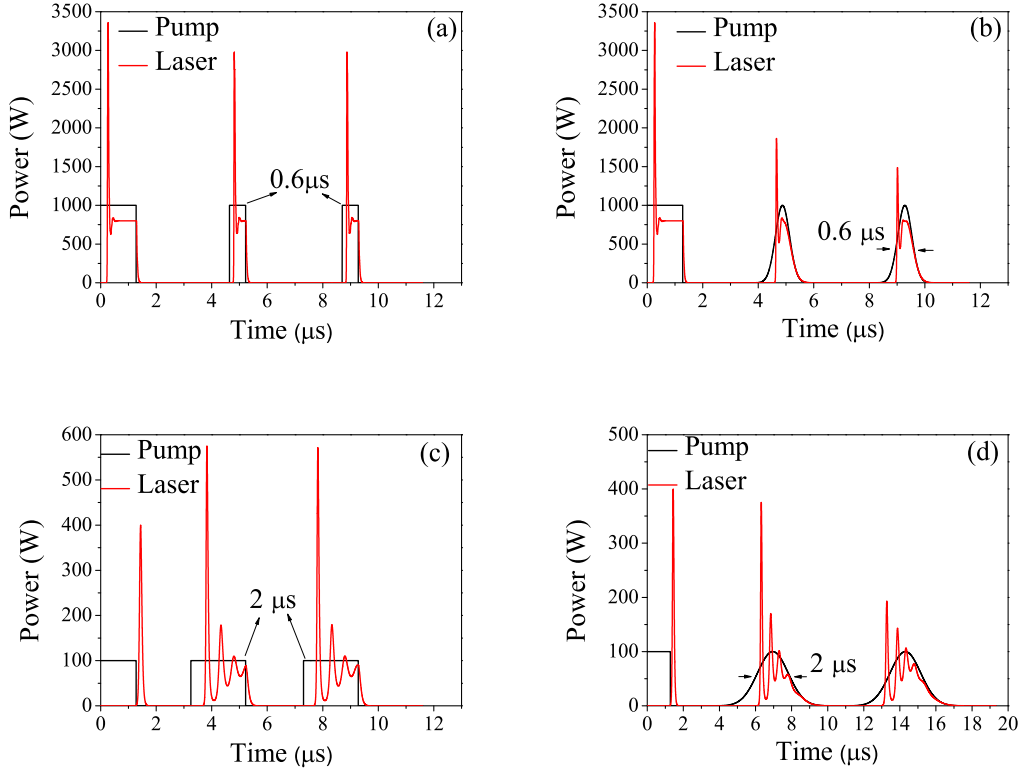 (a)
Pump
Laser
0.6μs
3500
3000
2500
2000
1500
1000
500
0
Power (W)
0 2 4 6 8 10 12
Time (μs)
(b)
Pump
Laser
0.6 μs
3500
3000
2500
2000
1500
1000
500
0
Power (W)
0 2 4 6 8 10 12
Time (μs)
(c)
Pump
Laser
2 μs
600
500
400
300
200
100
0
Power (W)
0 2 4 6 8 10 12
Time (μs)
(d)
Pump
Laser
2 μs
500
400
300
200
100
0
Power (W)
0 2 4 6 8 10 12 14 16 18 20
Time (μs)